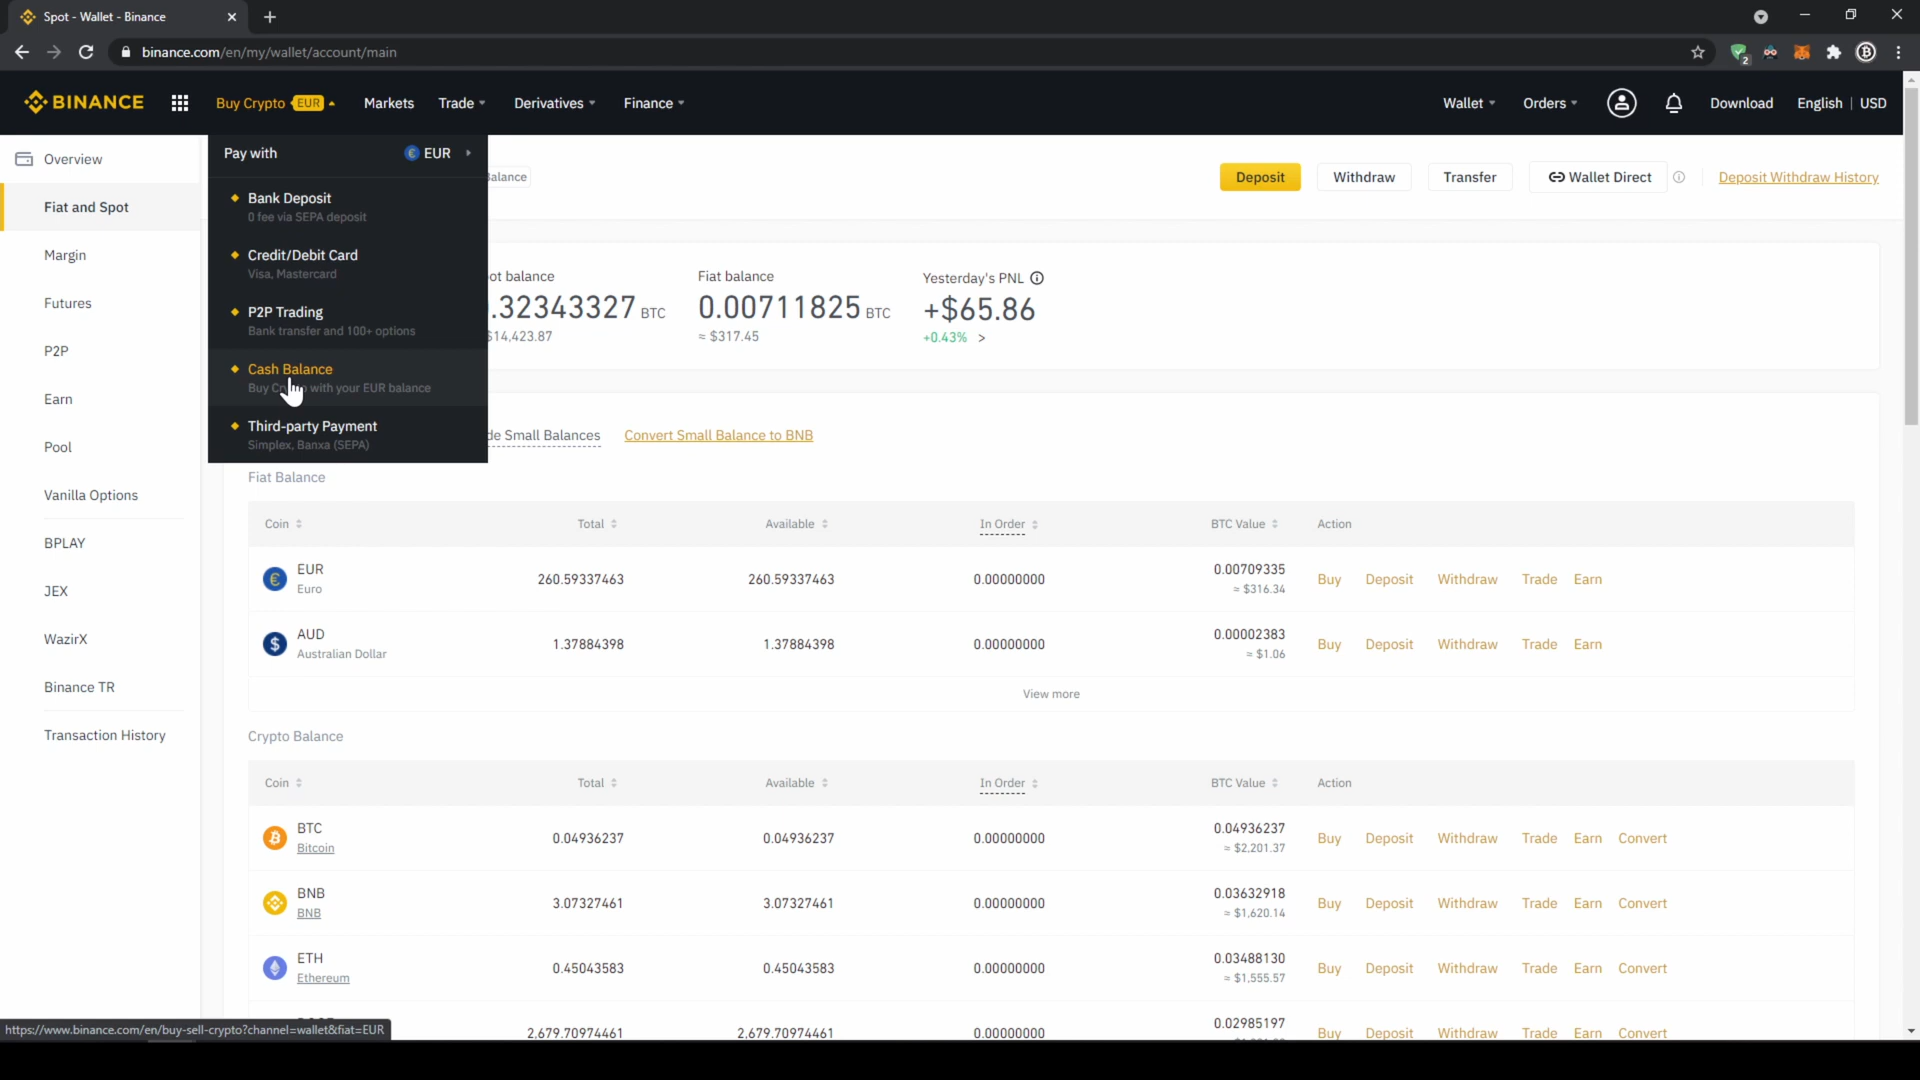 Spot - Wallet - Binance
binance.com/en/my/wallet/account/main
2
BINANCE
Buy Crypto EUR
Markets
Trade
Derivatives
Finance
Wallet
Orders
Download
English | USD
Overview
Fiat and Spot
Margin
Futures
P2P
Earn
Pool
Vanilla Options
BPLAY
JEX
WazirX
Binance TR
Transaction History
Pay with EUR
Bank Deposit
0 fee via SEPA deposit
Credit/Debit Card
Visa, Mastercard
P2P Trading
Bank transfer and 100+ options
Cash Balance
Buy with your EUR balance
Third-party Payment
Simplex, Banxa (SEPA)
Balance
Deposit
Withdraw
Transfer
Wallet Direct
Deposit Withdraw History
ot balance
.32343327 BTC
$14,423.87
Fiat balance
0.00711825 BTC
≈ $317.45
Yesterday's PNL
+$65.86
+0.43% >
de Small Balances
Convert Small Balance to BNB
Fiat Balance
Coin Total Available In Order BTC Value Action
EUR 260.59337463 260.59337463 0.00000000 0.00709335 Buy Deposit Withdraw Trade Earn
Euro ≈ $316.34
AUD 1.37884398 1.37884398 0.00000000 0.00002383 Buy Deposit Withdraw Trade Earn
Australian Dollar ≈ $1.06
View more
Crypto Balance
Coin Total Available In Order BTC Value Action
BTC 0.04936237 0.04936237 0.00000000 0.04936237 Buy Deposit Withdraw Trade Earn Convert
Bitcoin ≈ $2,201.37
BNB 3.07327461 3.07327461 0.00000000 0.03632918 Buy Deposit Withdraw Trade Earn Convert
BNB ≈ $1,620.14
ETH 0.45043583 0.45043583 0.00000000 0.03488130 Buy Deposit Withdraw Trade Earn Convert
Ethereum ≈ $1,555.57
2,679.70974461 2,679.70974461 0.00000000 0.02985197 Buy Deposit Withdraw Trade Earn Convert
https://www.binance.com/en/buy-sell-crypto?channel=wallet&fiat=EUR